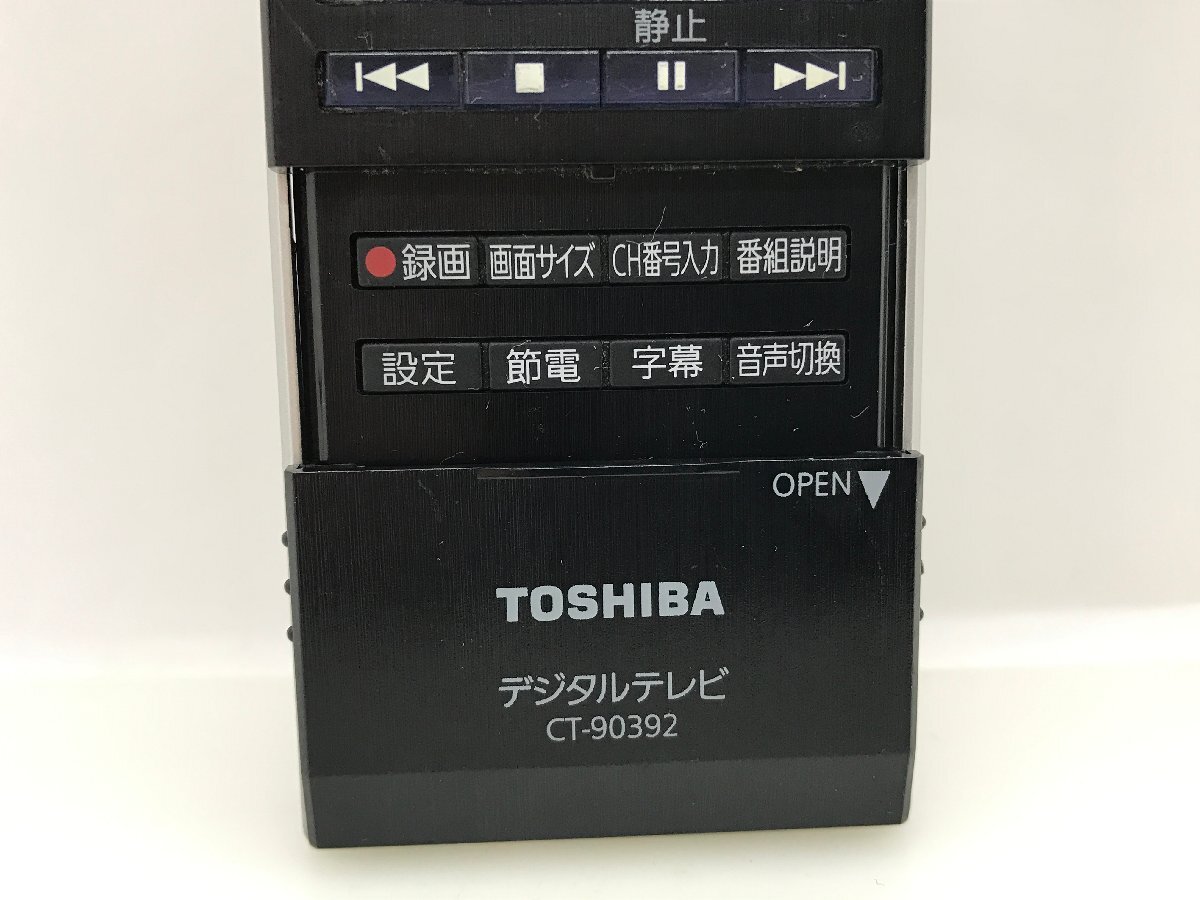 静止
録画 画面サイズ CH番号入力 番組説明
設定 節電 字幕 音声切換
OPEN
TOSHIBA
デジタルテレビ
CT-90392